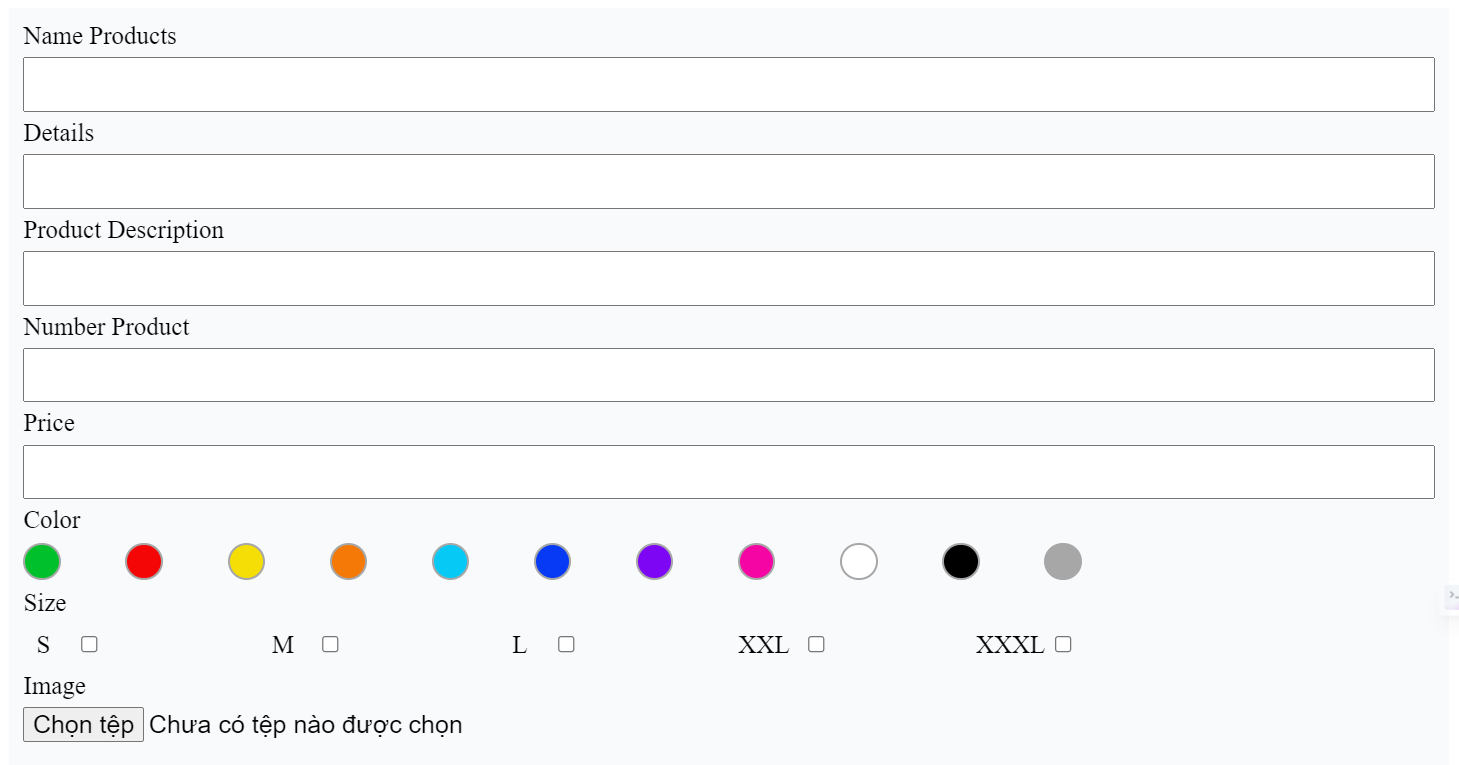 Name Products
Details
Product Description
Number Product
Price
Color
Size
S M L XXL XXXL
Image
Chọn tệp Chưa có tệp nào được chọn